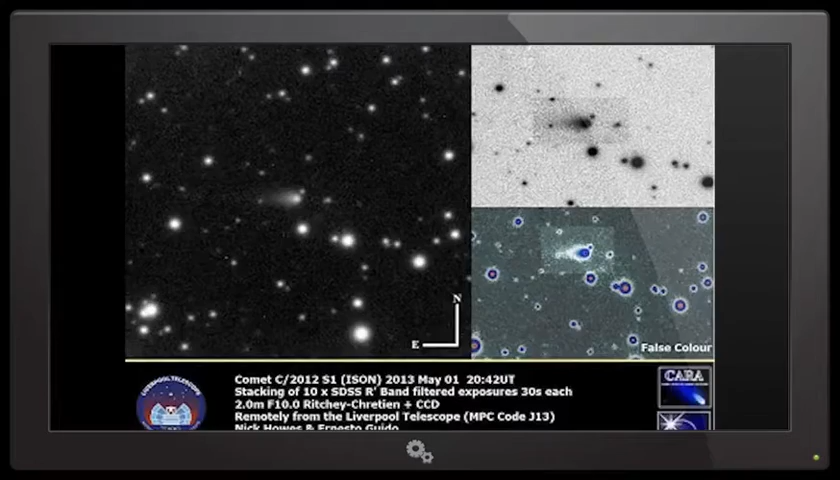 N
E
False Colour
LIVERPOOL TELESCOPE
Comet C/2012 S1 (ISON) 2013 May 01 20:42UT
Stacking of 10 x SDSS R' Band filtered exposures 30s each
2.0m F10.0 Ritchey-Chretien + CCD
Remotely from the Liverpool Telescope (MPC Code J13)
Nick Howes & Ernesto Guido
CARA